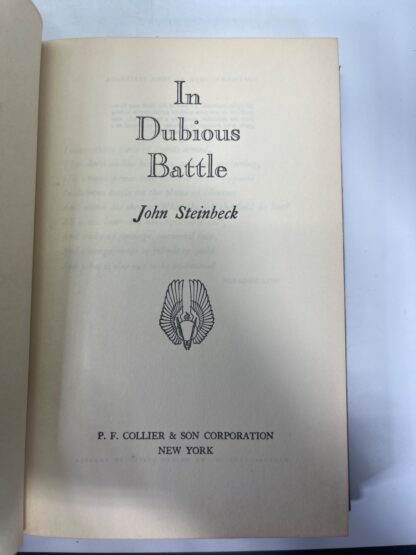 In
Dubious
Battle
John Steinbeck
P. F. COLLIER & SON CORPORATION
NEW YORK